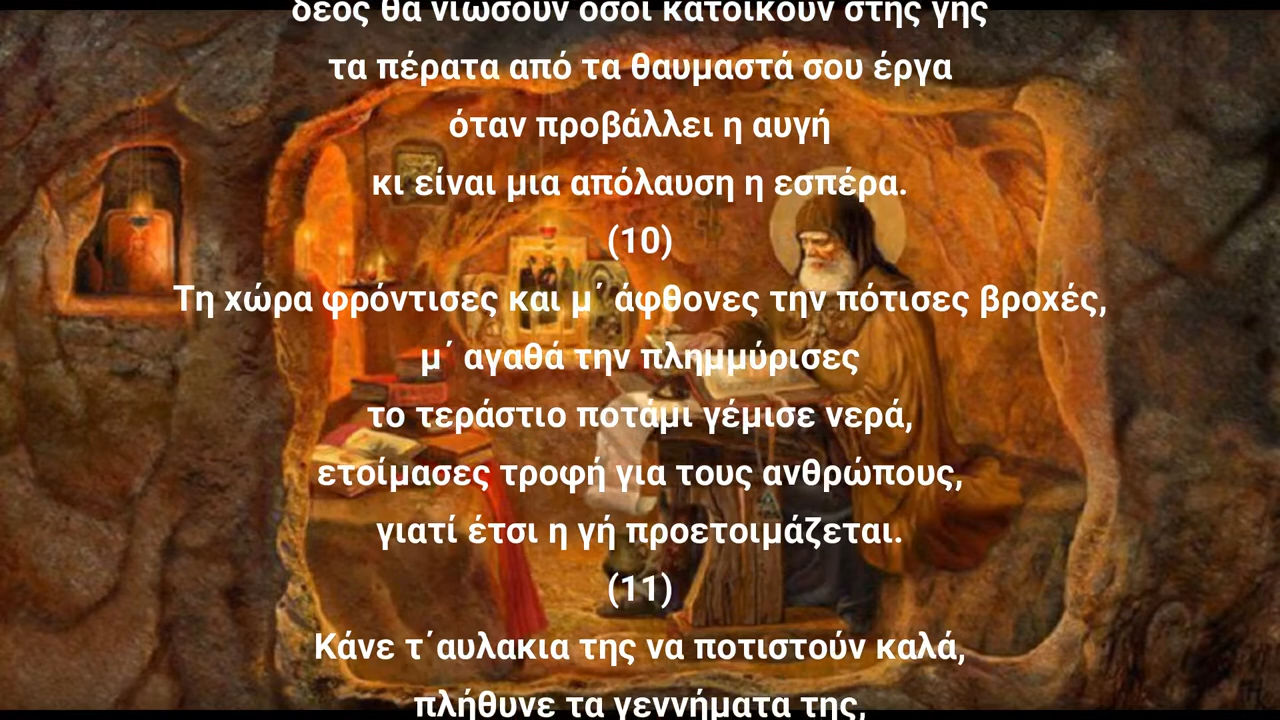 δέος θα νιώσουν όσοι κατοικούν στης γης
τα πέρατα από τα θαυμαστά σου έργα
όταν προβάλλει η αυγή
κι είναι μια απόλαυση η εσπέρα.
(10)
Τη χώρα φρόντισες και μ΄ άφθονες την πότισες βροχές,
μ΄ αγαθά την πλημμύρισες
το τεράστιο ποτάμι γέμισε νερά,
ετοίμασες τροφή για τους ανθρώπους,
γιατί έτσι η γή προετοιμάζεται.
(11)
Κάνε τ΄αυλακια της να ποτιστούν καλά,
πλήθυνε τα γεννήματα της,